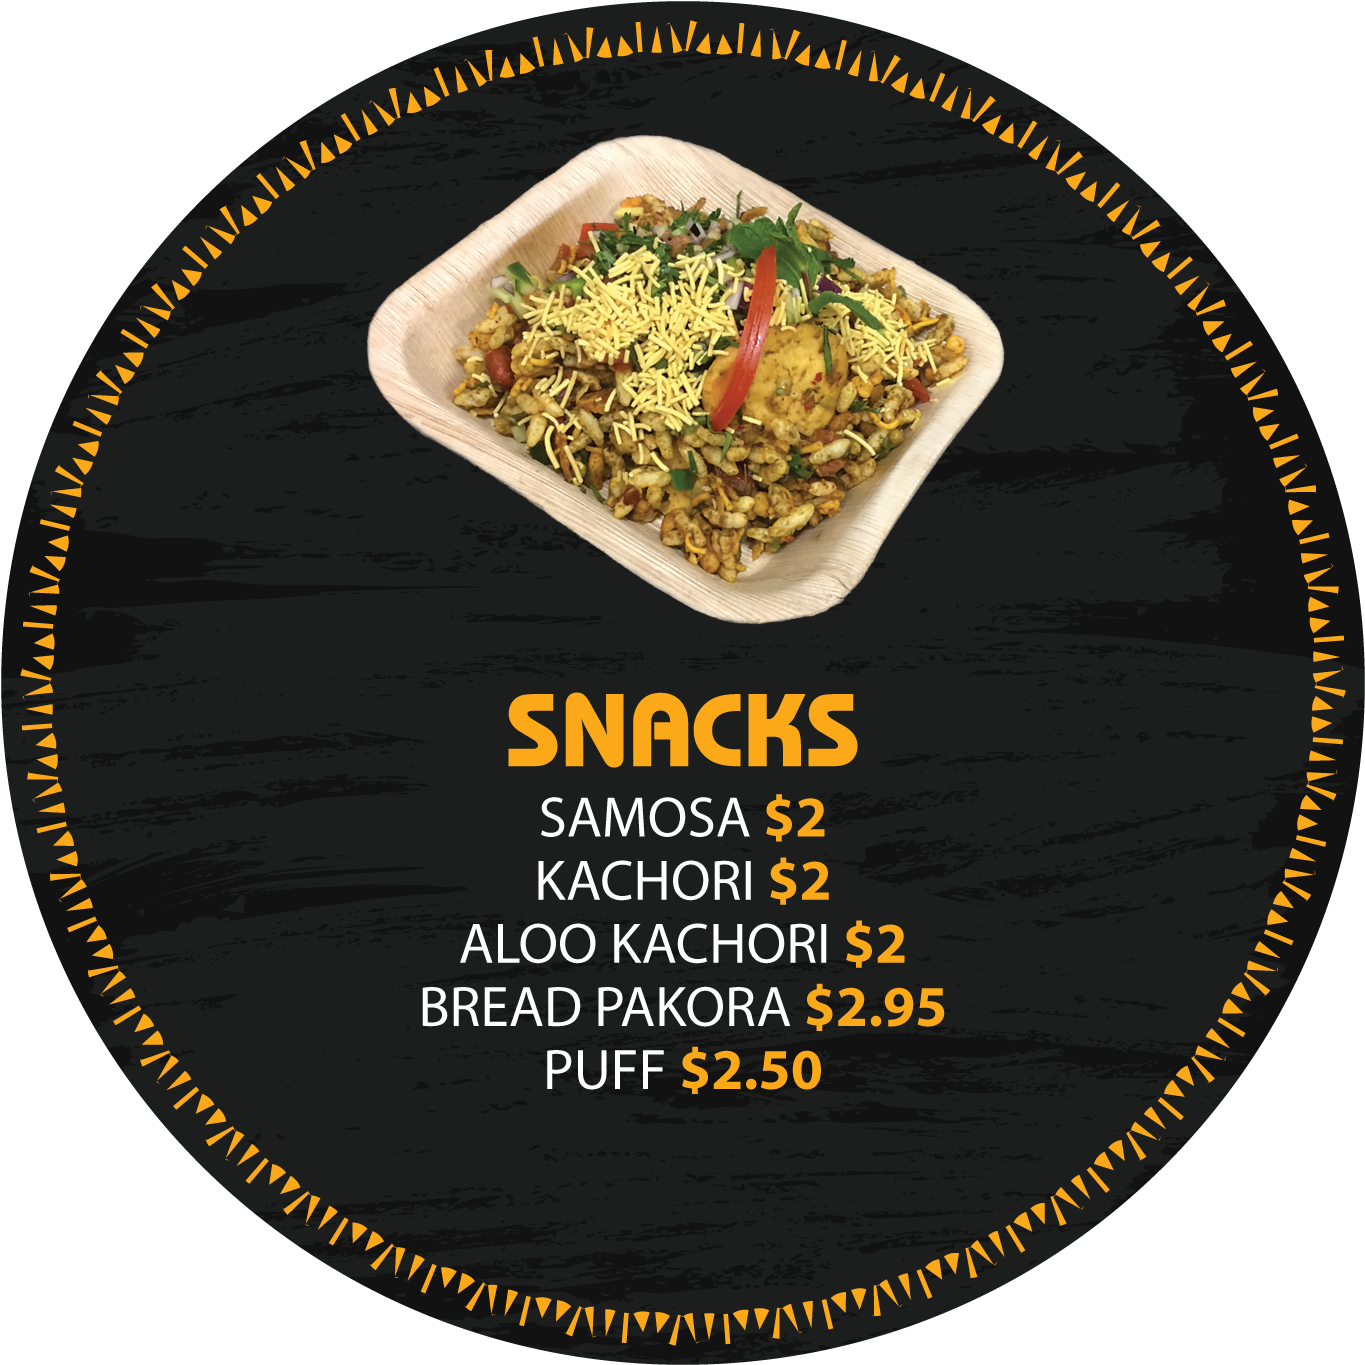 SNACKS
SAMOSA $2
KACHORI $2
ALOO KACHORI $2
BREAD PAKORA $2.95
PUFF $2.50